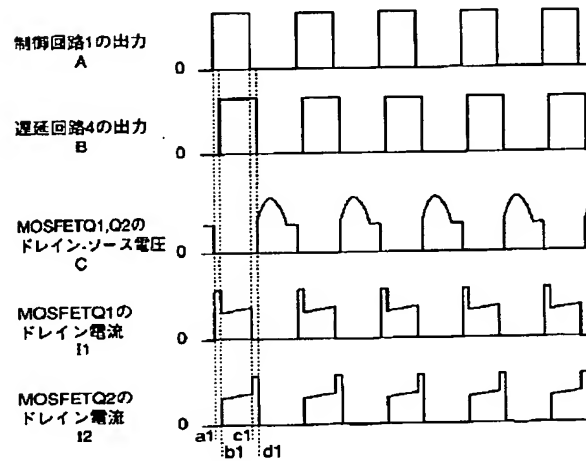 制御回路1の出力
A
0
遅延回路4の出力
B
0
MOSFETQ1,Q2の
ドレイン-ソース電圧
C
0
MOSFETQ1の
ドレイン電流
I1
0
MOSFETQ2の
ドレイン電流
I2
0
a1
c1
b1
d1